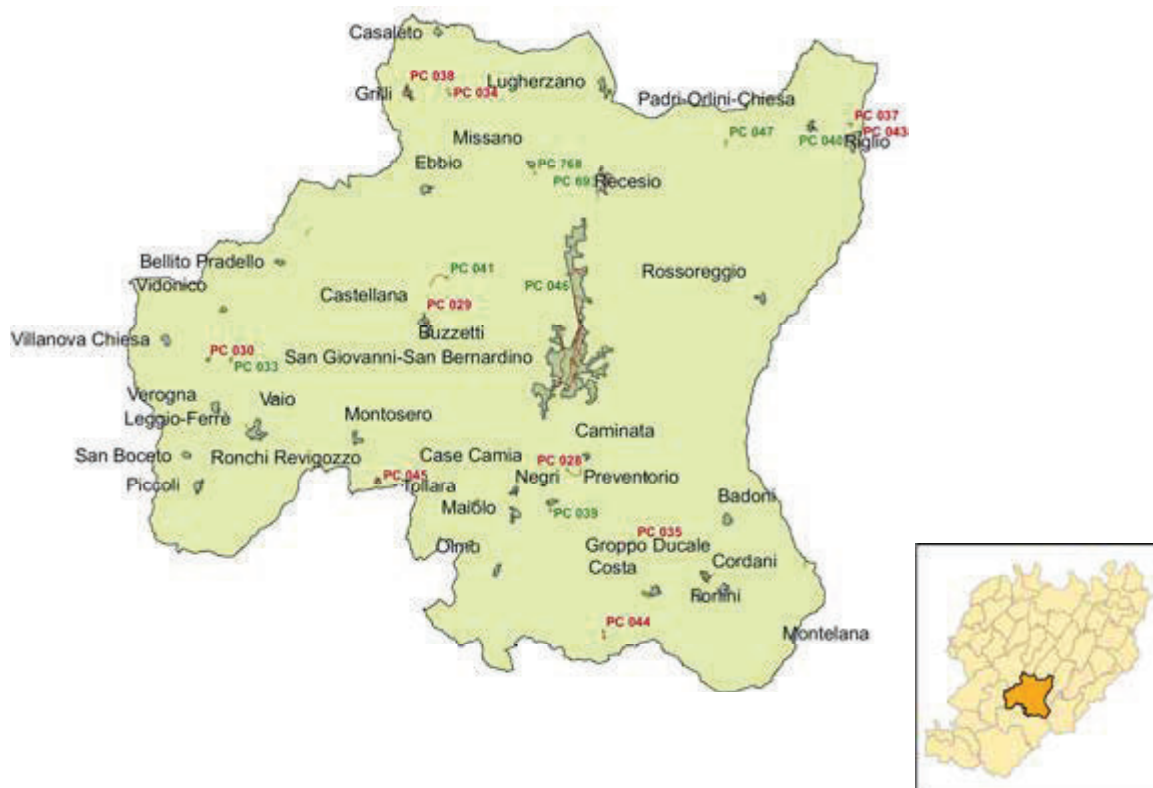 Casaleto
PC 038
Grilli
PC 034
Lugherzano
Padri-Orlini-Chiesa
PC 037
PC 043
Riglio
PC 047
PC 040
Missano
Ebbio
PC 768
PC 693
Recesio
Bellito Pradello
Vidonico
PC 041
Castellana
PC 046
Rossoreggio
PC 029
Buzzetti
Villanova Chiesa
PC 030
PC 033
San Giovanni-San Bernardino
Verogna
Leggio-Ferrè
Vaio
Montosero
Caminata
San Boceto
Ronchi Revigozzo
Case Camia
PC 028
Piccoli
PC 045
Tollara
Negri
Preventorio
Maiolo
PC 039
Badoni
PC 035
Olmo
Groppo Ducale
Costa
Cordani
PC 044
Montelana